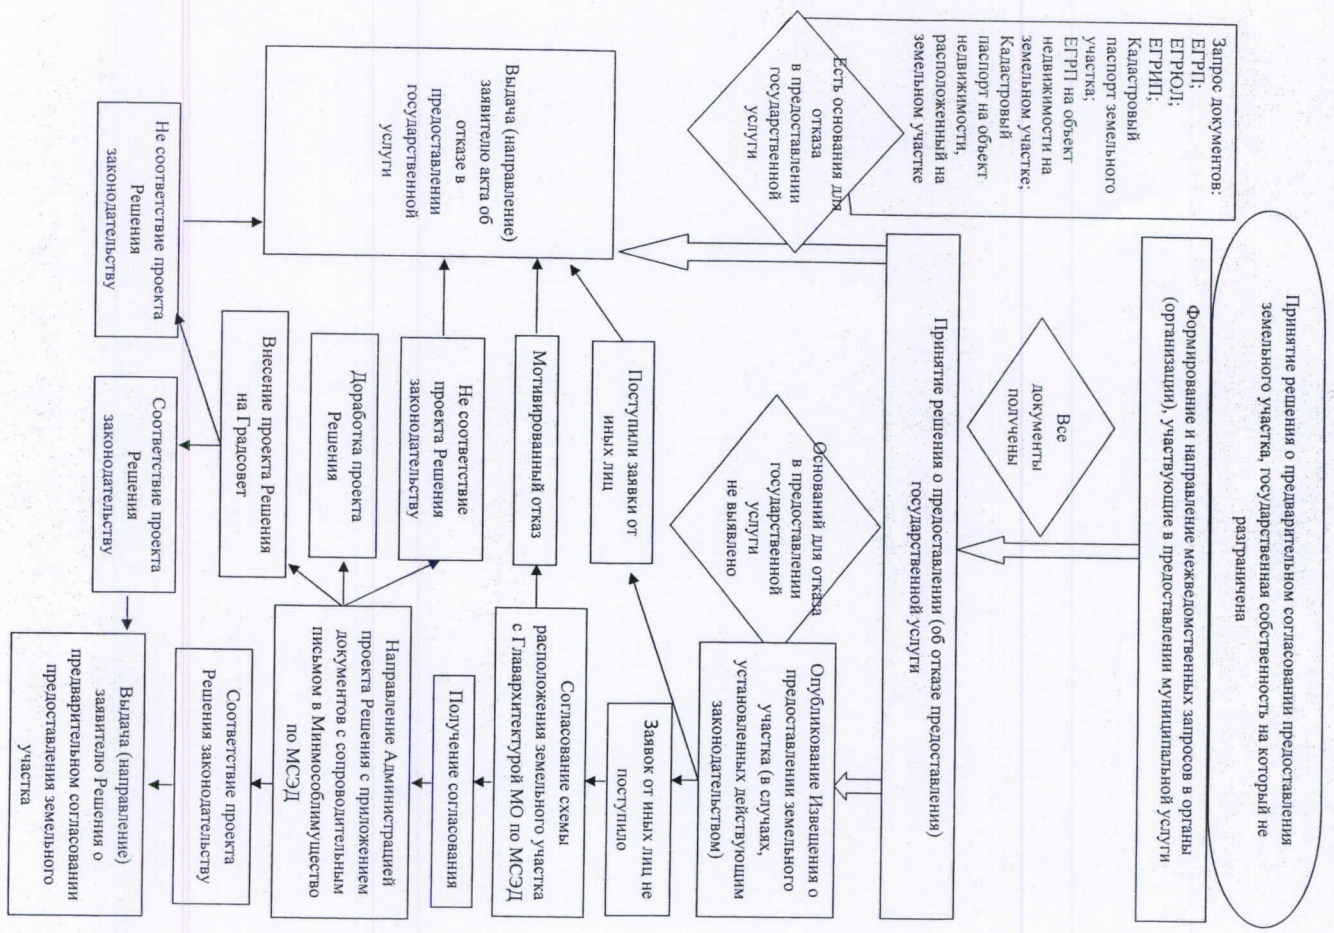 Принятие решения о предварительном согласовании предоставления
земельного участка, государственная собственность на который не
разграничена
Формирование и направление межведомственных запросов в органы
(организации), участвующие в предоставлении муниципальной услуги
Запрос документов:
ЕГРП;
ЕГРЮЛ;
ЕГРИП;
Кадастровый
паспорт земельного
участка;
ЕГРП на объект
недвижимости на
земельном участке;
Кадастровый
паспорт на объект
недвижимости,
расположенный на
земельном участке
Все
документы
получены
Принятие решения о предоставлении (об отказе предоставления)
государственной услуги
Есть основания для
отказа
в предоставлении
государственной
услуги
Оснований для отказа
в предоставлении
государственной
услуги
не выявлено
Опубликование Извещения о
предоставлении земельного
участка (в случаях,
установленных действующим
законодательством)
Выдача (направление)
заявителю акта об
отказе в
предоставлении
государственной
услуги
Поступили заявки от
иных лиц
Заявок от иных лиц не
поступило
Мотивированный отказ
Согласование схемы
расположения земельного участка
с Главархитектурой МО по МСЭД
Не соответствие
проекта Решения
законодательству
Получение согласования
Доработка проекта
Решения
Направление Администрацией
проекта Решения с приложением
документов с сопроводительным
письмом в Минмособлимущество
по МСЭД
Внесение проекта Решения
на Градсовет
Соответствие проекта
Решения законодательству
Не соответствие проекта
Решения
законодательству
Соответствие проекта
Решения
законодательству
Выдача (направление)
заявителю Решения о
предварительном согласовании
предоставления земельного
участка